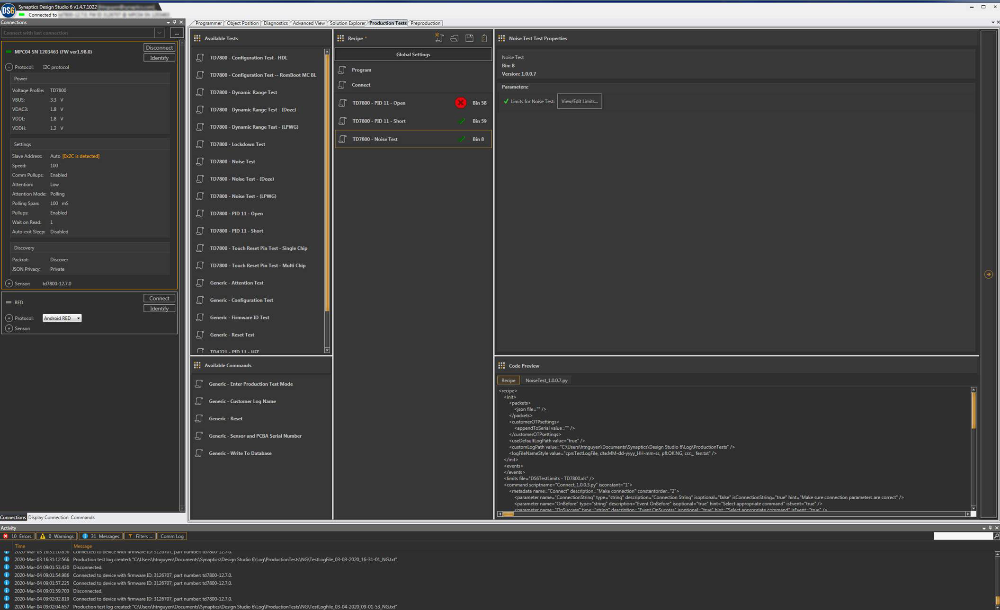 DS6
Synaptics Design Studio 6 v1.4.7.1022
Connected to
Connections
Connect with last connection
...
MPC04 SN 1203463 (FW ver1.98.0)
Disconnect
Identify
Protocol: I2C protocol
Power
Voltage Profile: TD7800
VBUS: 3.3 V
VDAC3: 1.8 V
VDDL: 1.8 V
VDDH: 1.2 V
Settings
Slave Address: Auto [0x2C is detected]
Speed: 100
Comm Pullups: Enabled
Attention: Low
Attention Mode: Polling
Polling Span: 100 mS
Pullups: Enabled
Wait on Read: 1
Auto-exit Sleep: Disabled
Discovery
Packrat: Discover
JSON Privacy: Private
Sensor: td7800-12.7.0
RED
Connect
Identify
Protocol: Android RED
Sensor:
Connections Display Connection Commands
Programmer Object Position Diagnostics Advanced View Solution Explorer Production Tests Preproduction
Available Tests
TD7800 - Configuration Test - HDL
TD7800 - Configuration Test -- RomBoot MC BL
TD7800 - Dynamic Range Test
TD7800 - Dynamic Range Test - (Doze)
TD7800 - Dynamic Range Test - (LPWG)
TD7800 - Lockdown Test
TD7800 - Noise Test
TD7800 - Noise Test - (Doze)
TD7800 - Noise Test - (LPWG)
TD7800 - PID 11 - Open
TD7800 - PID 11 - Short
TD7800 - Touch Reset Pin Test - Single Chip
TD7800 - Touch Reset Pin Test - Multi Chip
Generic - Attention Test
Generic - Configuration Test
Generic - Firmware ID Test
Generic - Reset Test
TD4321 - PID 11 - HiZ
Available Commands
Generic - Enter Production Test Mode
Generic - Customer Log Name
Generic - Reset
Generic - Sensor and PCBA Serial Number
Generic - Write To Database
Recipe *
Global Settings
Program
Connect
TD7800 - PID 11 - Open Bin 58
TD7800 - PID 11 - Short Bin 59
TD7800 - Noise Test Bin 8
Noise Test Test Properties
Noise Test
Bin: 8
Version: 1.0.0.7
Parameters:
Limits for Noise Test: View/Edit Limits...
Code Preview
Recipe NoiseTest_1.0.0.7.py
<recipe>
<init>
<packets>
<json file="" />
</packets>
<customerOTPsettings>
<appendToSerial value="" />
</customerOTPsettings>
<useDefaultLogPath value="true" />
<customLogPath value="C:\Users\htnguyen\Documents\Synaptics\Design Studio 6\Log\ProductionTests" />
<logFileNameStyle value="cpn:TestLogFile, dte:MM-dd-yyyy_HH-mm-ss, pfl:OK:NG, csr:_, fen:txt" />
</init>
<events>
</events>
<limits file="DS6TestLimits - TD7800.xls" />
<command scriptname="Connect_1.0.0.3.py" isconstant="1">
<metadata name="Connect" description="Make connection" constantorder="2">
<parameter name="ConnectionString" type="string" description="Connection String" isoptional="false" isConnectionString="true" hint="Make sure connection parameters are correct" />
<parameter name="OnBefore" type="string" description="Event OnBefore" isoptional="true" hint="Select appropriate command" isEvent="true" />
<parameter name="OnSuccess" type="string" description="Event OnSuccess" isoptional="true" hint="Select appropriate command" isEvent="true" />
Activity
10 Errors 0 Warnings 31 Messages Filters ... Comm Log
Time Message
2020-Mar-03 16:31:10.856 Connected to device with firmware ID: 3126707, part number: td7800-12.7.0.
2020-Mar-03 16:31:12.566 Production test log created: "C:\Users\htnguyen\Documents\Synaptics\Design Studio 6\Log\ProductionTests\NG\TestLogFile_03-03-2020_16-31-01_NG.txt"
2020-Mar-04 09:01:53.430 Disconnected.
2020-Mar-04 09:01:54.986 Connected to device with firmware ID: 3126707, part number: td7800-12.7.0.
2020-Mar-04 09:01:57.225 Connected to device with firmware ID: 3126707, part number: td7800-12.7.0.
2020-Mar-04 09:01:59.703 Disconnected.
2020-Mar-04 09:02:02.819 Connected to device with firmware ID: 3126707, part number: td7800-12.7.0.
2020-Mar-04 09:02:04.657 Production test log created: "C:\Users\htnguyen\Documents\Synaptics\Design Studio 6\Log\ProductionTests\NG\TestLogFile_03-04-2020_09-01-53_NG.txt"